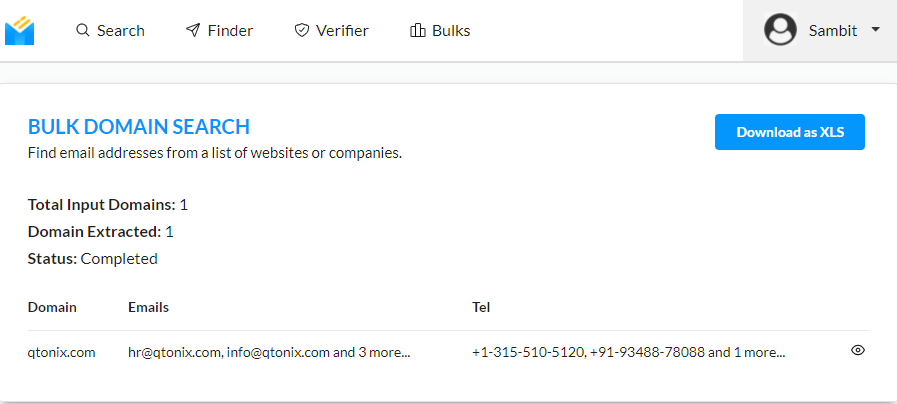 Search Finder Verifier Bulks Sambit
BULK DOMAIN SEARCH
Download as XLS
Find email addresses from a list of websites or companies.
Total Input Domains: 1
Domain Extracted: 1
Status: Completed
Domain Emails Tel
qtonix.com hr@qtonix.com, info@qtonix.com and 3 more... +1-315-510-5120, +91-93488-78088 and 1 more...